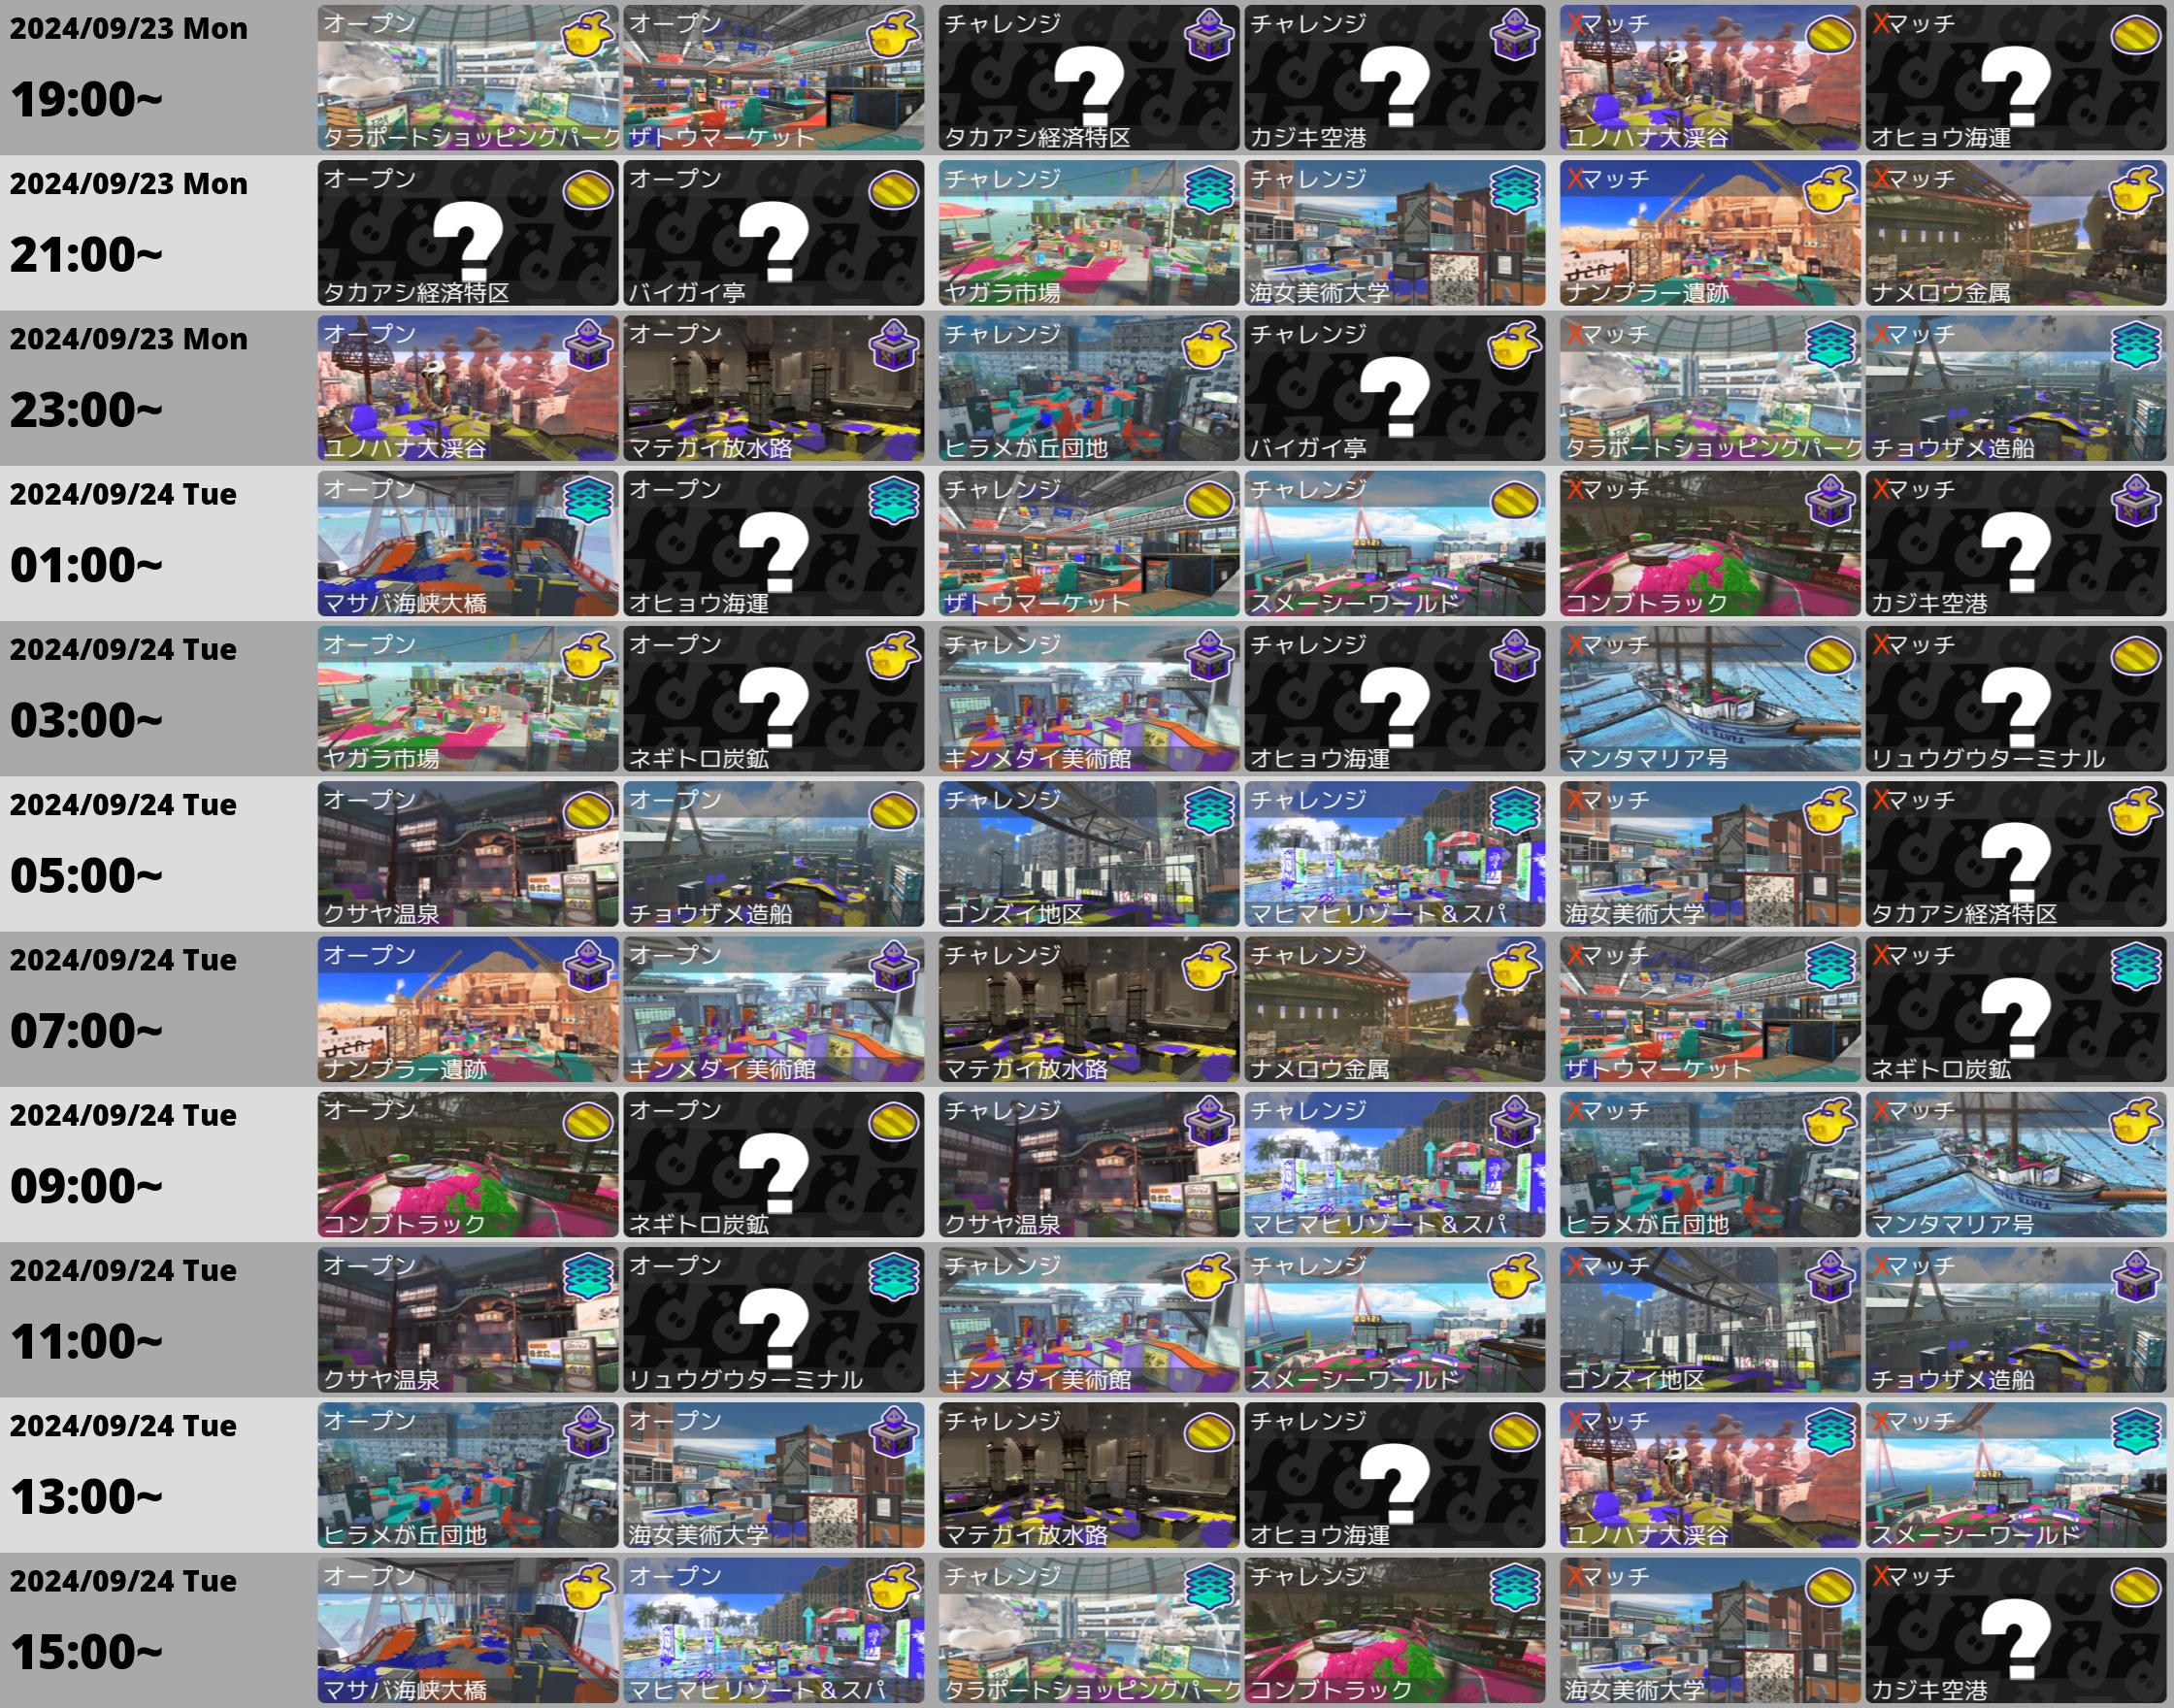 2024/09/23 Mon
19:00~
オープン
タラポートショッピングパーク
オープン
ザトウマーケット
チャレンジ
?
タカアシ経済特区
チャレンジ
?
カジキ空港
Xマッチ
ユノハナ大渓谷
Xマッチ
?
オヒョウ海運
2024/09/23 Mon
21:00~
オープン
?
タカアシ経済特区
オープン
?
バイガイ亭
チャレンジ
ヤガラ市場
チャレンジ
海女美術大学
Xマッチ
ナンプラー遺跡
Xマッチ
ナメロウ金属
2024/09/23 Mon
23:00~
オープン
ユノハナ大渓谷
オープン
マテガイ放水路
チャレンジ
ヒラメが丘団地
チャレンジ
?
バイガイ亭
Xマッチ
タラポートショッピングパーク
Xマッチ
チョウザメ造船
2024/09/24 Tue
01:00~
オープン
マサバ海峡大橋
オープン
?
オヒョウ海運
チャレンジ
ザトウマーケット
チャレンジ
スメーシーワールド
Xマッチ
コンブトラック
Xマッチ
?
カジキ空港
2024/09/24 Tue
03:00~
オープン
ヤガラ市場
オープン
?
ネギトロ炭鉱
チャレンジ
キンメダイ美術館
チャレンジ
?
オヒョウ海運
Xマッチ
マンタマリア号
Xマッチ
?
リュウグウターミナル
2024/09/24 Tue
05:00~
オープン
クサヤ温泉
オープン
チョウザメ造船
チャレンジ
ゴンズイ地区
チャレンジ
マヒマヒリゾート&スパ
Xマッチ
海女美術大学
Xマッチ
?
タカアシ経済特区
2024/09/24 Tue
07:00~
オープン
ナンプラー遺跡
オープン
キンメダイ美術館
チャレンジ
マテガイ放水路
チャレンジ
ナメロウ金属
Xマッチ
ザトウマーケット
Xマッチ
?
ネギトロ炭鉱
2024/09/24 Tue
09:00~
オープン
コンブトラック
オープン
?
ネギトロ炭鉱
チャレンジ
クサヤ温泉
チャレンジ
マヒマヒリゾート&スパ
Xマッチ
ヒラメが丘団地
Xマッチ
マンタマリア号
2024/09/24 Tue
11:00~
オープン
クサヤ温泉
オープン
?
リュウグウターミナル
チャレンジ
キンメダイ美術館
チャレンジ
スメーシーワールド
Xマッチ
ゴンズイ地区
Xマッチ
チョウザメ造船
2024/09/24 Tue
13:00~
オープン
ヒラメが丘団地
オープン
海女美術大学
チャレンジ
マテガイ放水路
チャレンジ
?
オヒョウ海運
Xマッチ
ユノハナ大渓谷
Xマッチ
スメーシーワールド
2024/09/24 Tue
15:00~
オープン
マサバ海峡大橋
オープン
マヒマヒリゾート&スパ
チャレンジ
タラポートショッピングパーク
チャレンジ
コンブトラック
Xマッチ
海女美術大学
Xマッチ
?
カジキ空港